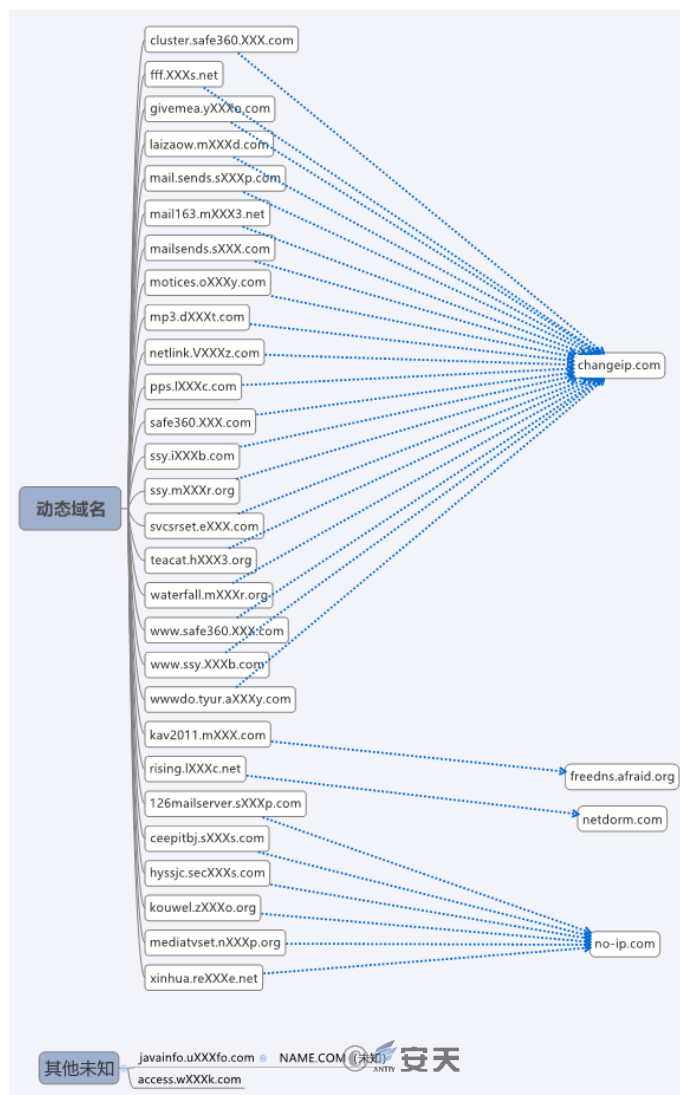 cluster.safe360.XXX.com
fff.XXXs.net
givemea.yXXXo.com
laizaow.mXXXd.com
mail.sends.sXXXp.com
mail163.mXXX3.net
mailsends.sXXX.com
motices.oXXXy.com
mp3.dXXXt.com
netlink.VXXXz.com
changeip.com
pps.lXXXc.com
safe360.XXX.com
ssy.iXXXb.com
ssy.mXXXr.org
动态域名
svcsrset.eXXX.com
teacat.hXXX3.org
waterfall.mXXXr.org
www.safe360.XXX.com
www.ssy.XXXb.com
wwwdo.tyur.aXXXy.com
kav2011.mXXX.com
rising.lXXXc.net
freedns.afraid.org
126mailserver.sXXXp.com
netdorm.com
ceepitbj.sXXXs.com
hyssjc.secXXXs.com
kouwel.zXXXo.org
mediatvset.nXXXp.org
no-ip.com
xinhua.reXXXe.net
其他未知
javainfo.uXXXfo.com NAME.COM（未知）
access.wXXXk.com
© ANTIY 安天